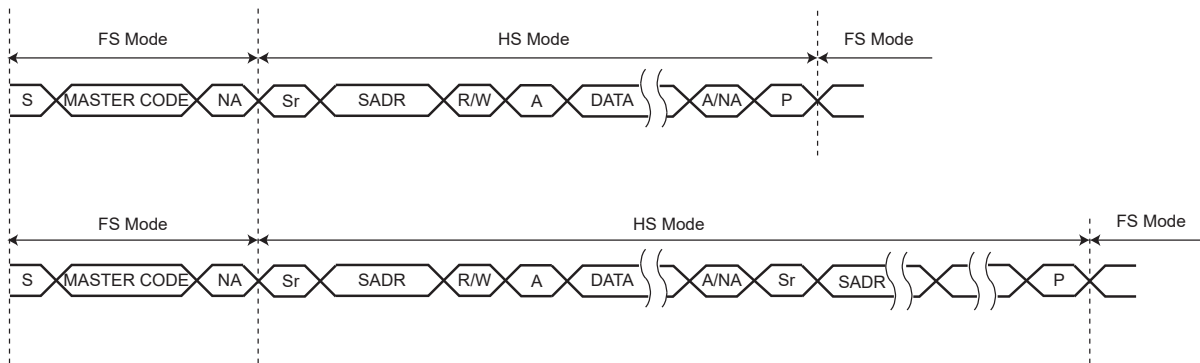 FS Mode HS Mode FS Mode
S MASTER CODE NA Sr SADR R/W A DATA A/NA P
FS Mode HS Mode FS Mode
S MASTER CODE NA Sr SADR R/W A DATA A/NA Sr SADR P